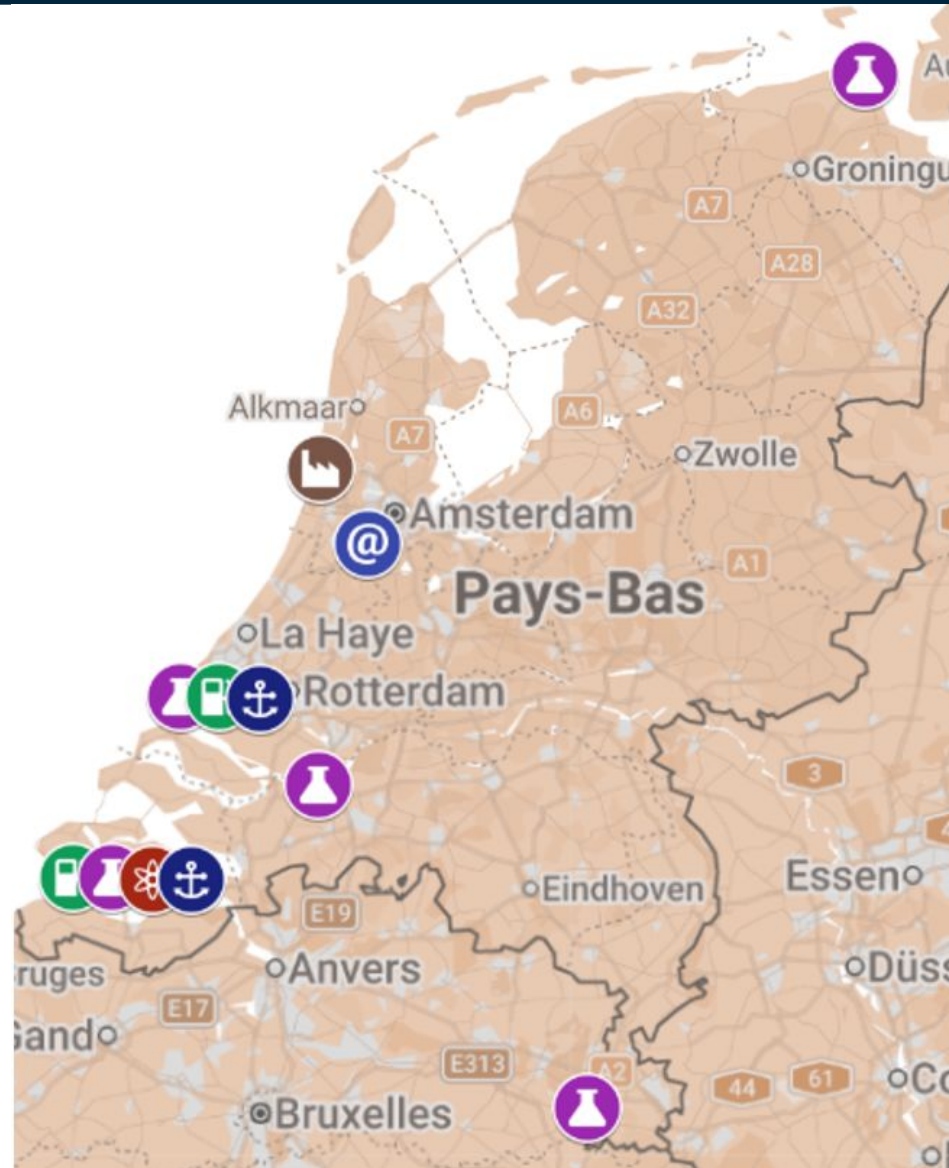 Au
Groningu
A7
A28
A32
Alkmaar
A7
A6
Zwolle
Amsterdam
@
A1
Pays-Bas
La Haye
Rotterdam
3
Essen
Eindhoven
E19
Anvers
Düss
ruges
E17
Gand
E313
A2
44
61
Co
Bruxelles